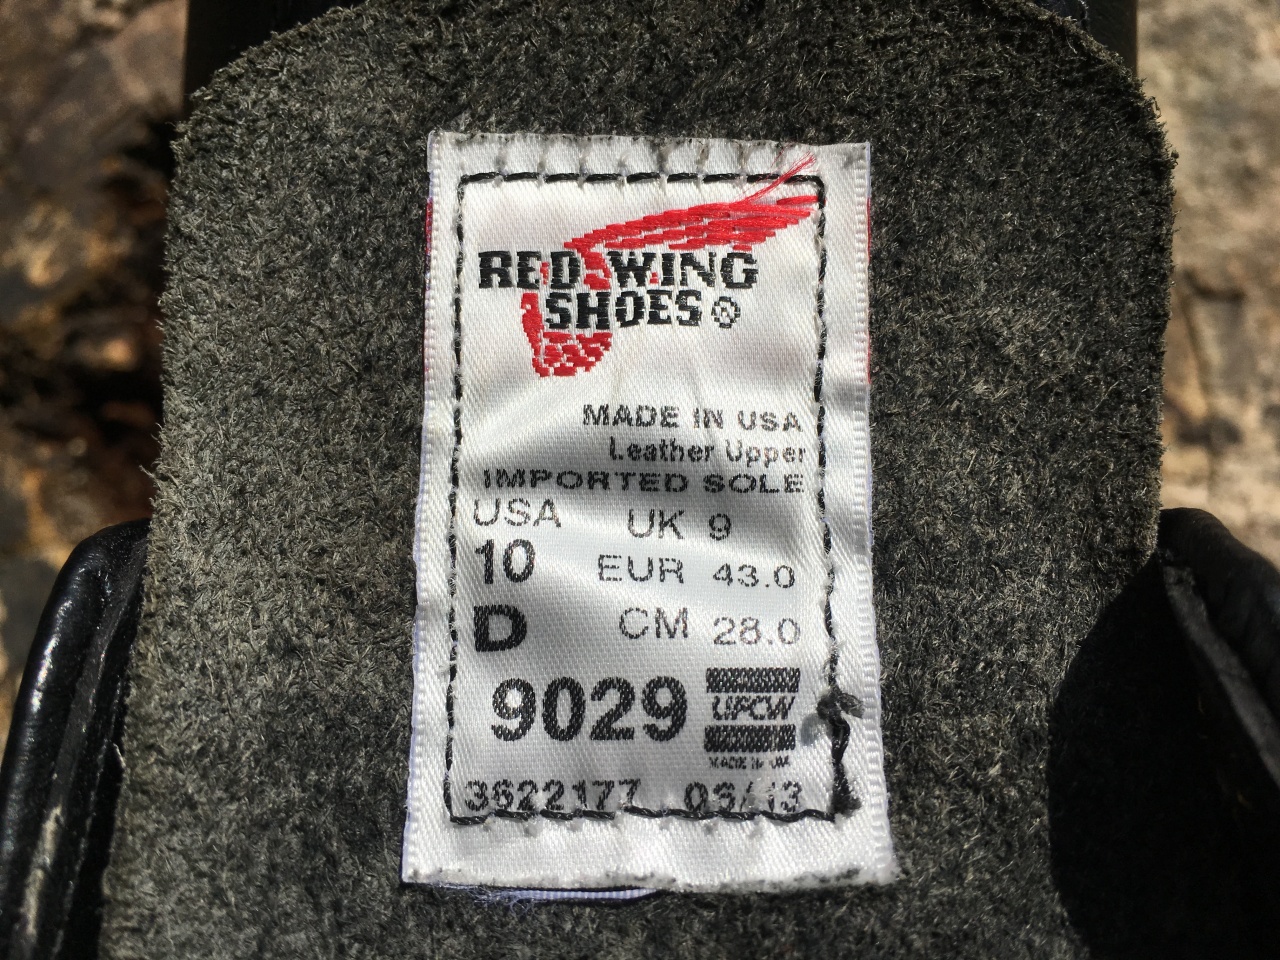 RED WING
SHOES ®
MADE IN USA
Leather Upper
IMPORTED SOLE
USA UK 9
10 EUR 43.0
D CM 28.0
9029 UFCW
MADE IN
3622177 /13